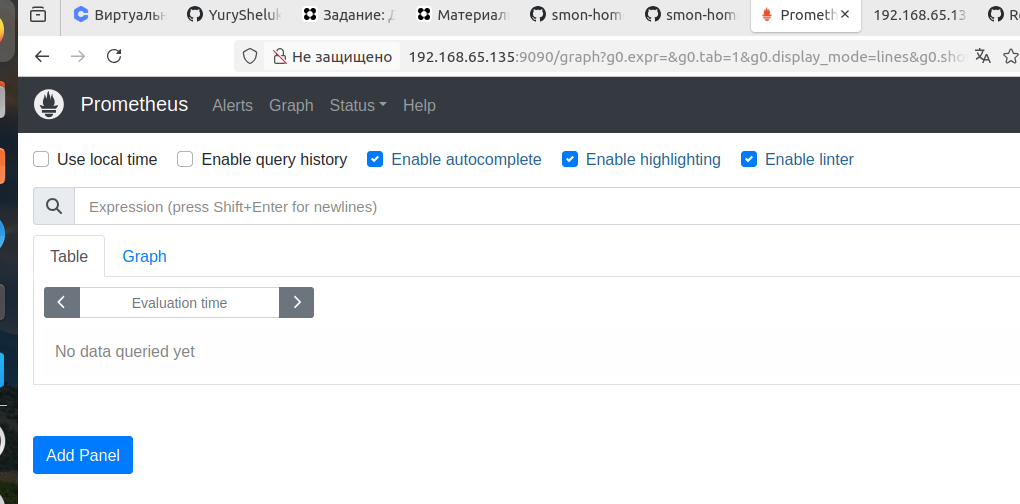 Виртуальн YurySheluk Задание: Д Материал smon-hom smon-hom Prometh 192.168.65.13 R
Не защищено 192.168.65.135:9090/graph?g0.expr=&g0.tab=1&g0.display_mode=lines&g0.sho
Prometheus Alerts Graph Status Help
Use local time Enable query history Enable autocomplete Enable highlighting Enable linter
Expression (press Shift+Enter for newlines)
Table Graph
Evaluation time
No data queried yet
Add Panel